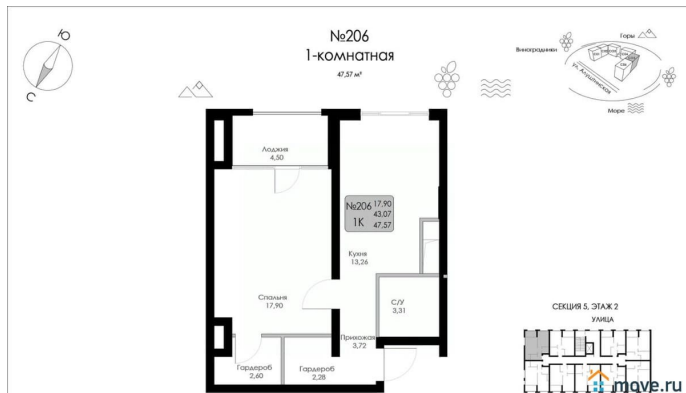 №206
1-комнатная
47,57 м²
Ю
С
Горы
Виноградники
ул. Алуштинская
Море
Лоджия
4,50
№206 17,90
43,07
1К 47,57
Кухня
13,26
Спальня
17,90
С/У
3,31
Прихожая
3,72
Гардероб
2,60
Гардероб
2,28
СЕКЦИЯ 5, ЭТАЖ 2
УЛИЦА
move.ru